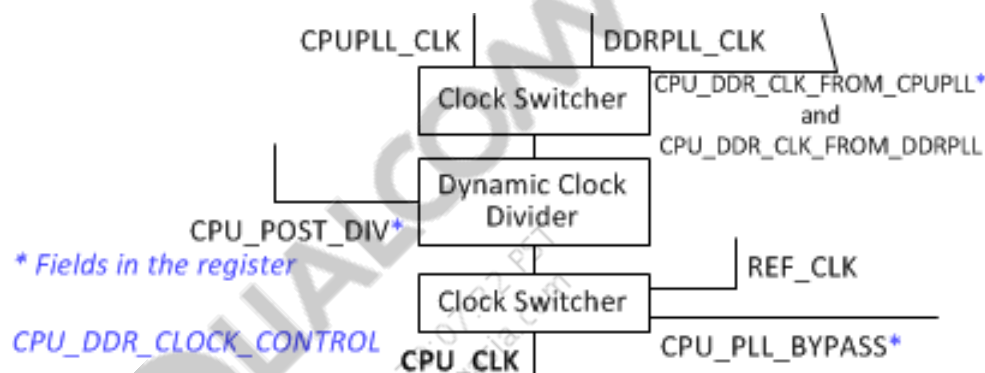 CPUPLL_CLK
DDRPLL_CLK
Clock Switcher
CPU_DDR_CLK_FROM_CPUPLL*
and
CPU_DDR_CLK_FROM_DDRPLL
Dynamic Clock
Divider
CPU_POST_DIV*
* Fields in the register
REF_CLK
Clock Switcher
CPU_DDR_CLOCK_CONTROL
CPU_PLL_BYPASS*
CPU_CLK